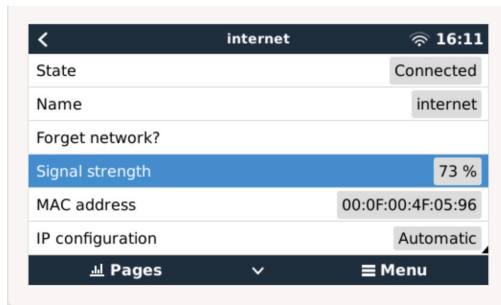 internet 16:11
State Connected
Name internet
Forget network?
Signal strength 73 %
MAC address 00:0F:00:4F:05:96
IP configuration Automatic
Pages Menu